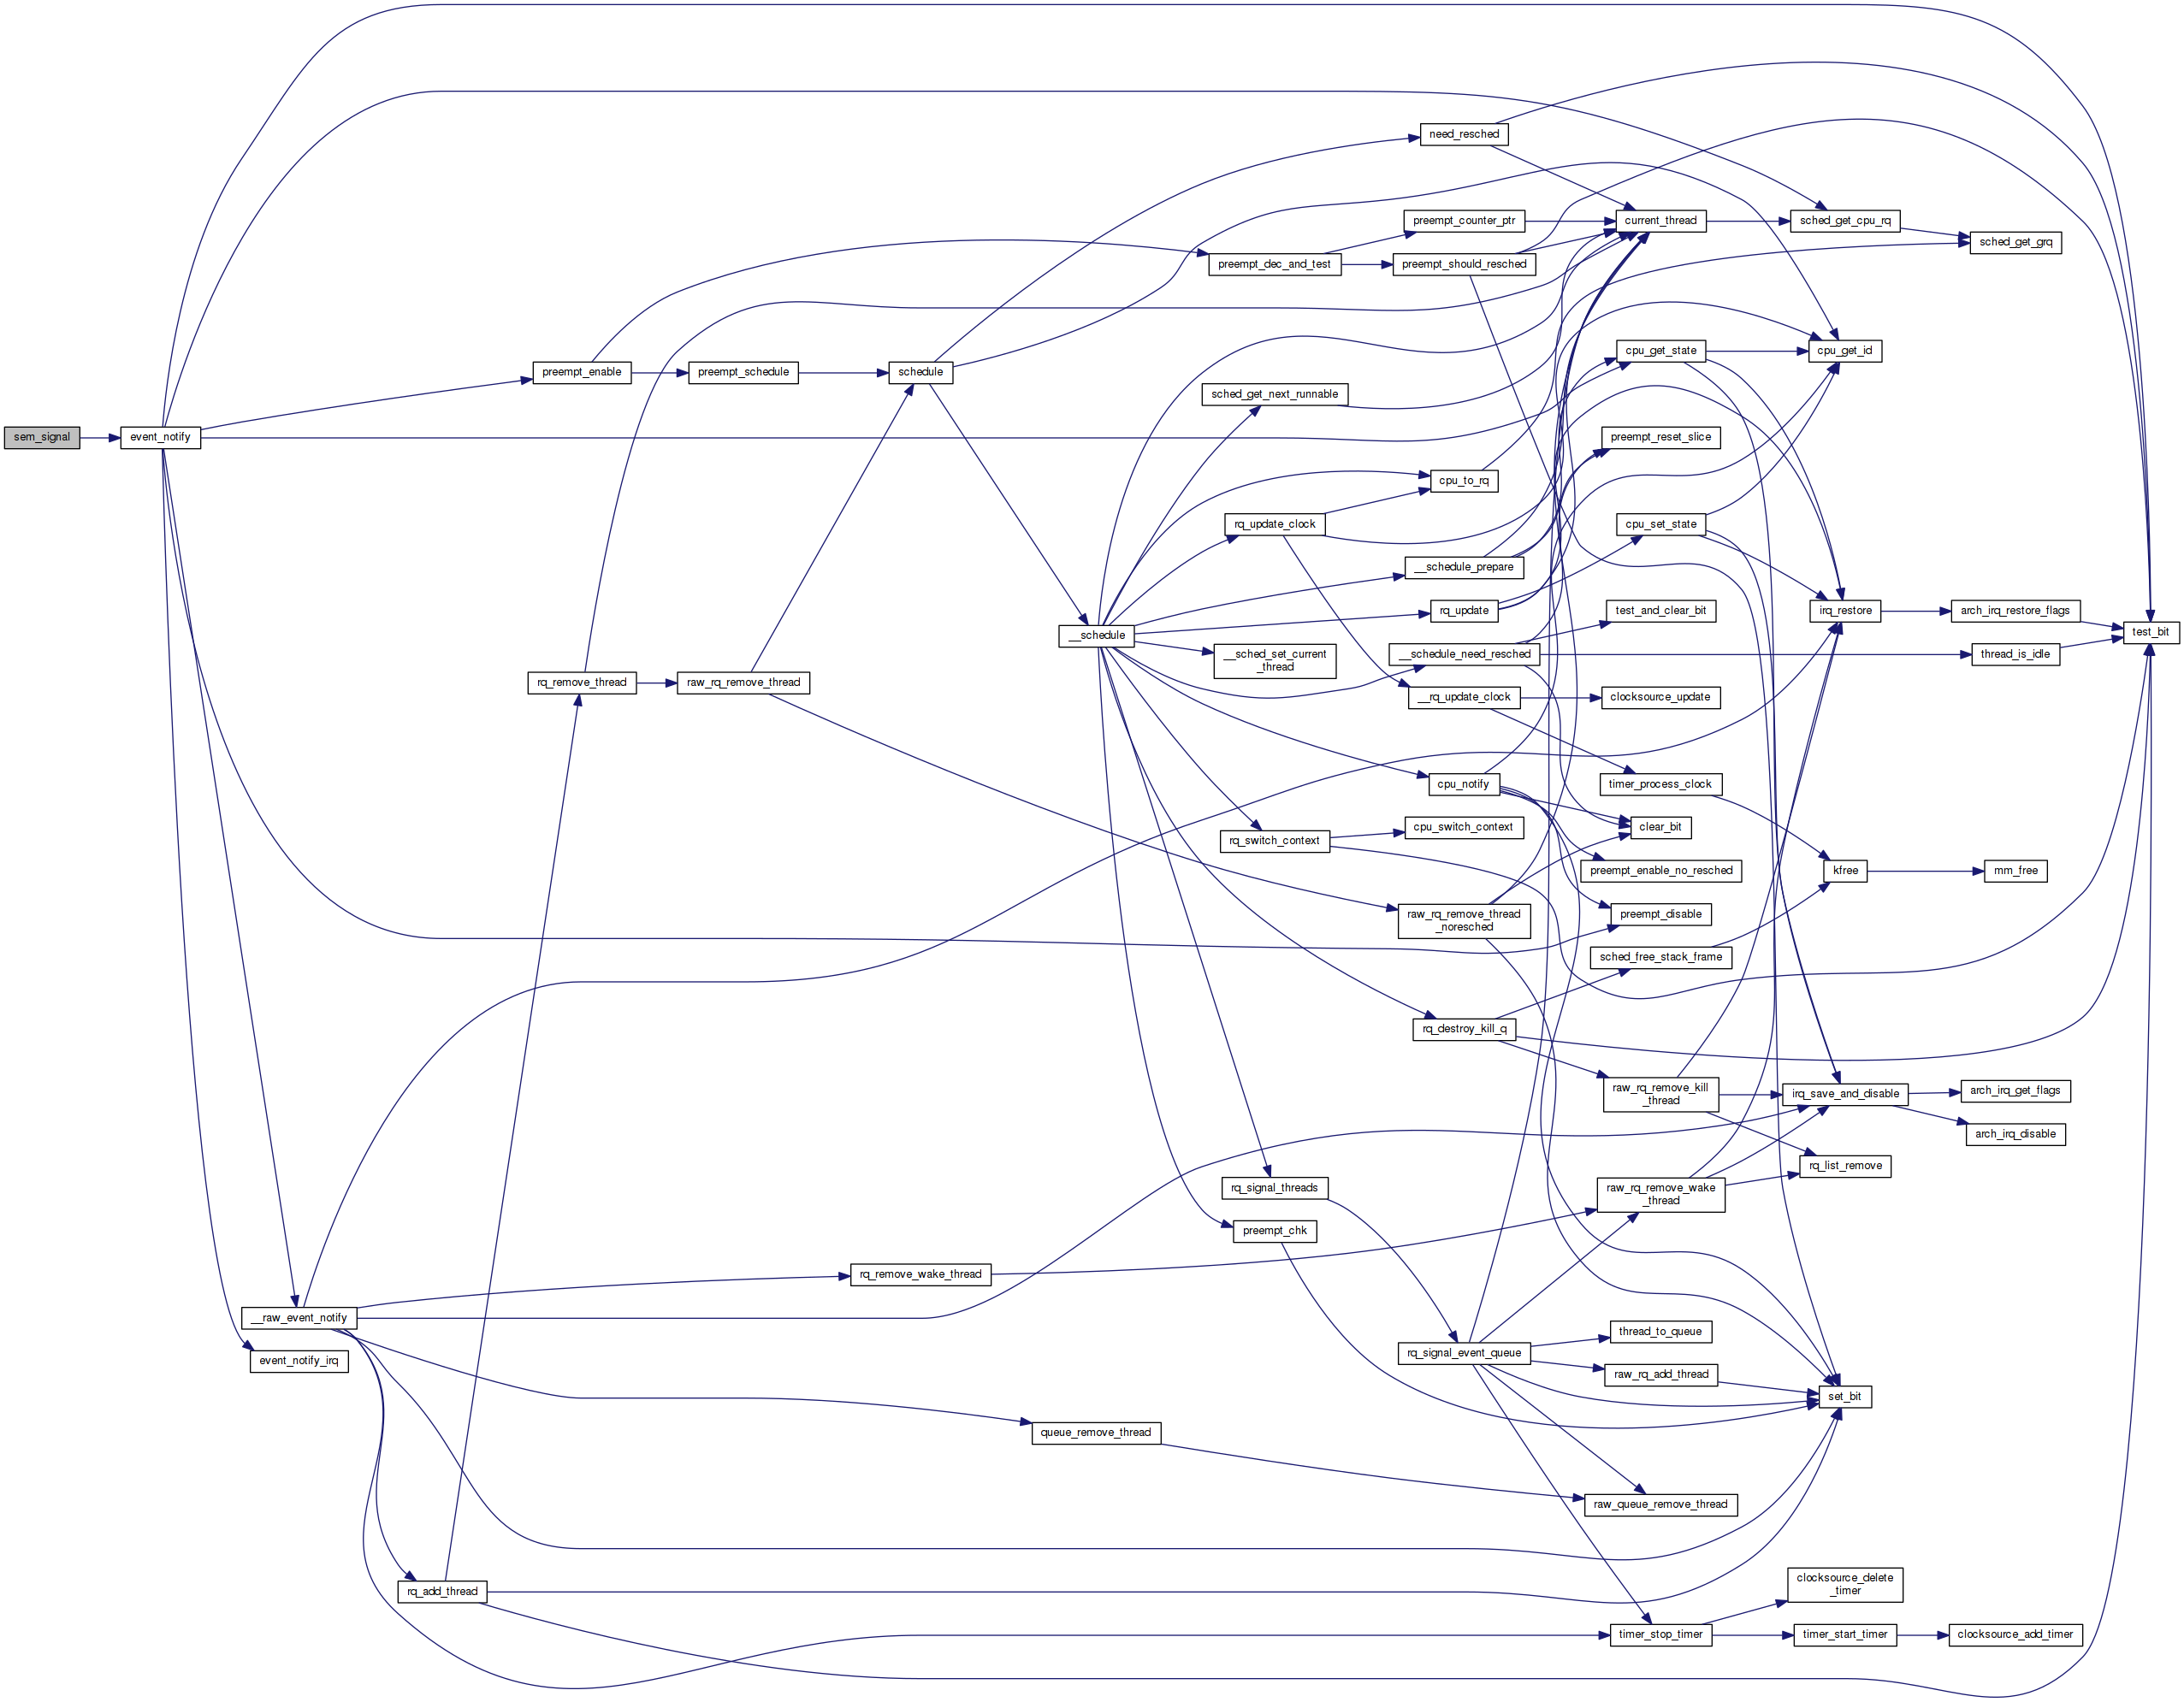 need_resched
preempt_counter_ptr
current_thread
sched_get_cpu_rq
sched_get_grq
preempt_dec_and_test
preempt_should_resched
preempt_enable
preempt_schedule
schedule
cpu_get_state
cpu_get_id
sched_get_next_runnable
sem_signal
event_notify
preempt_reset_slice
cpu_to_rq
rq_update_clock
cpu_set_state
__schedule_prepare
rq_update
test_and_clear_bit
irq_restore
arch_irq_restore_flags
test_bit
__schedule
__sched_set_current
_thread
__schedule_need_resched
thread_is_idle
rq_remove_thread
raw_rq_remove_thread
__rq_update_clock
clocksource_update
cpu_notify
timer_process_clock
rq_switch_context
cpu_switch_context
clear_bit
preempt_enable_no_resched
kfree
mm_free
raw_rq_remove_thread
_noresched
preempt_disable
sched_free_stack_frame
rq_destroy_kill_q
raw_rq_remove_kill
_thread
irq_save_and_disable
arch_irq_get_flags
arch_irq_disable
rq_list_remove
rq_signal_threads
raw_rq_remove_wake
_thread
preempt_chk
rq_remove_wake_thread
__raw_event_notify
event_notify_irq
rq_signal_event_queue
thread_to_queue
raw_rq_add_thread
set_bit
queue_remove_thread
raw_queue_remove_thread
rq_add_thread
clocksource_delete
_timer
timer_stop_timer
timer_start_timer
clocksource_add_timer